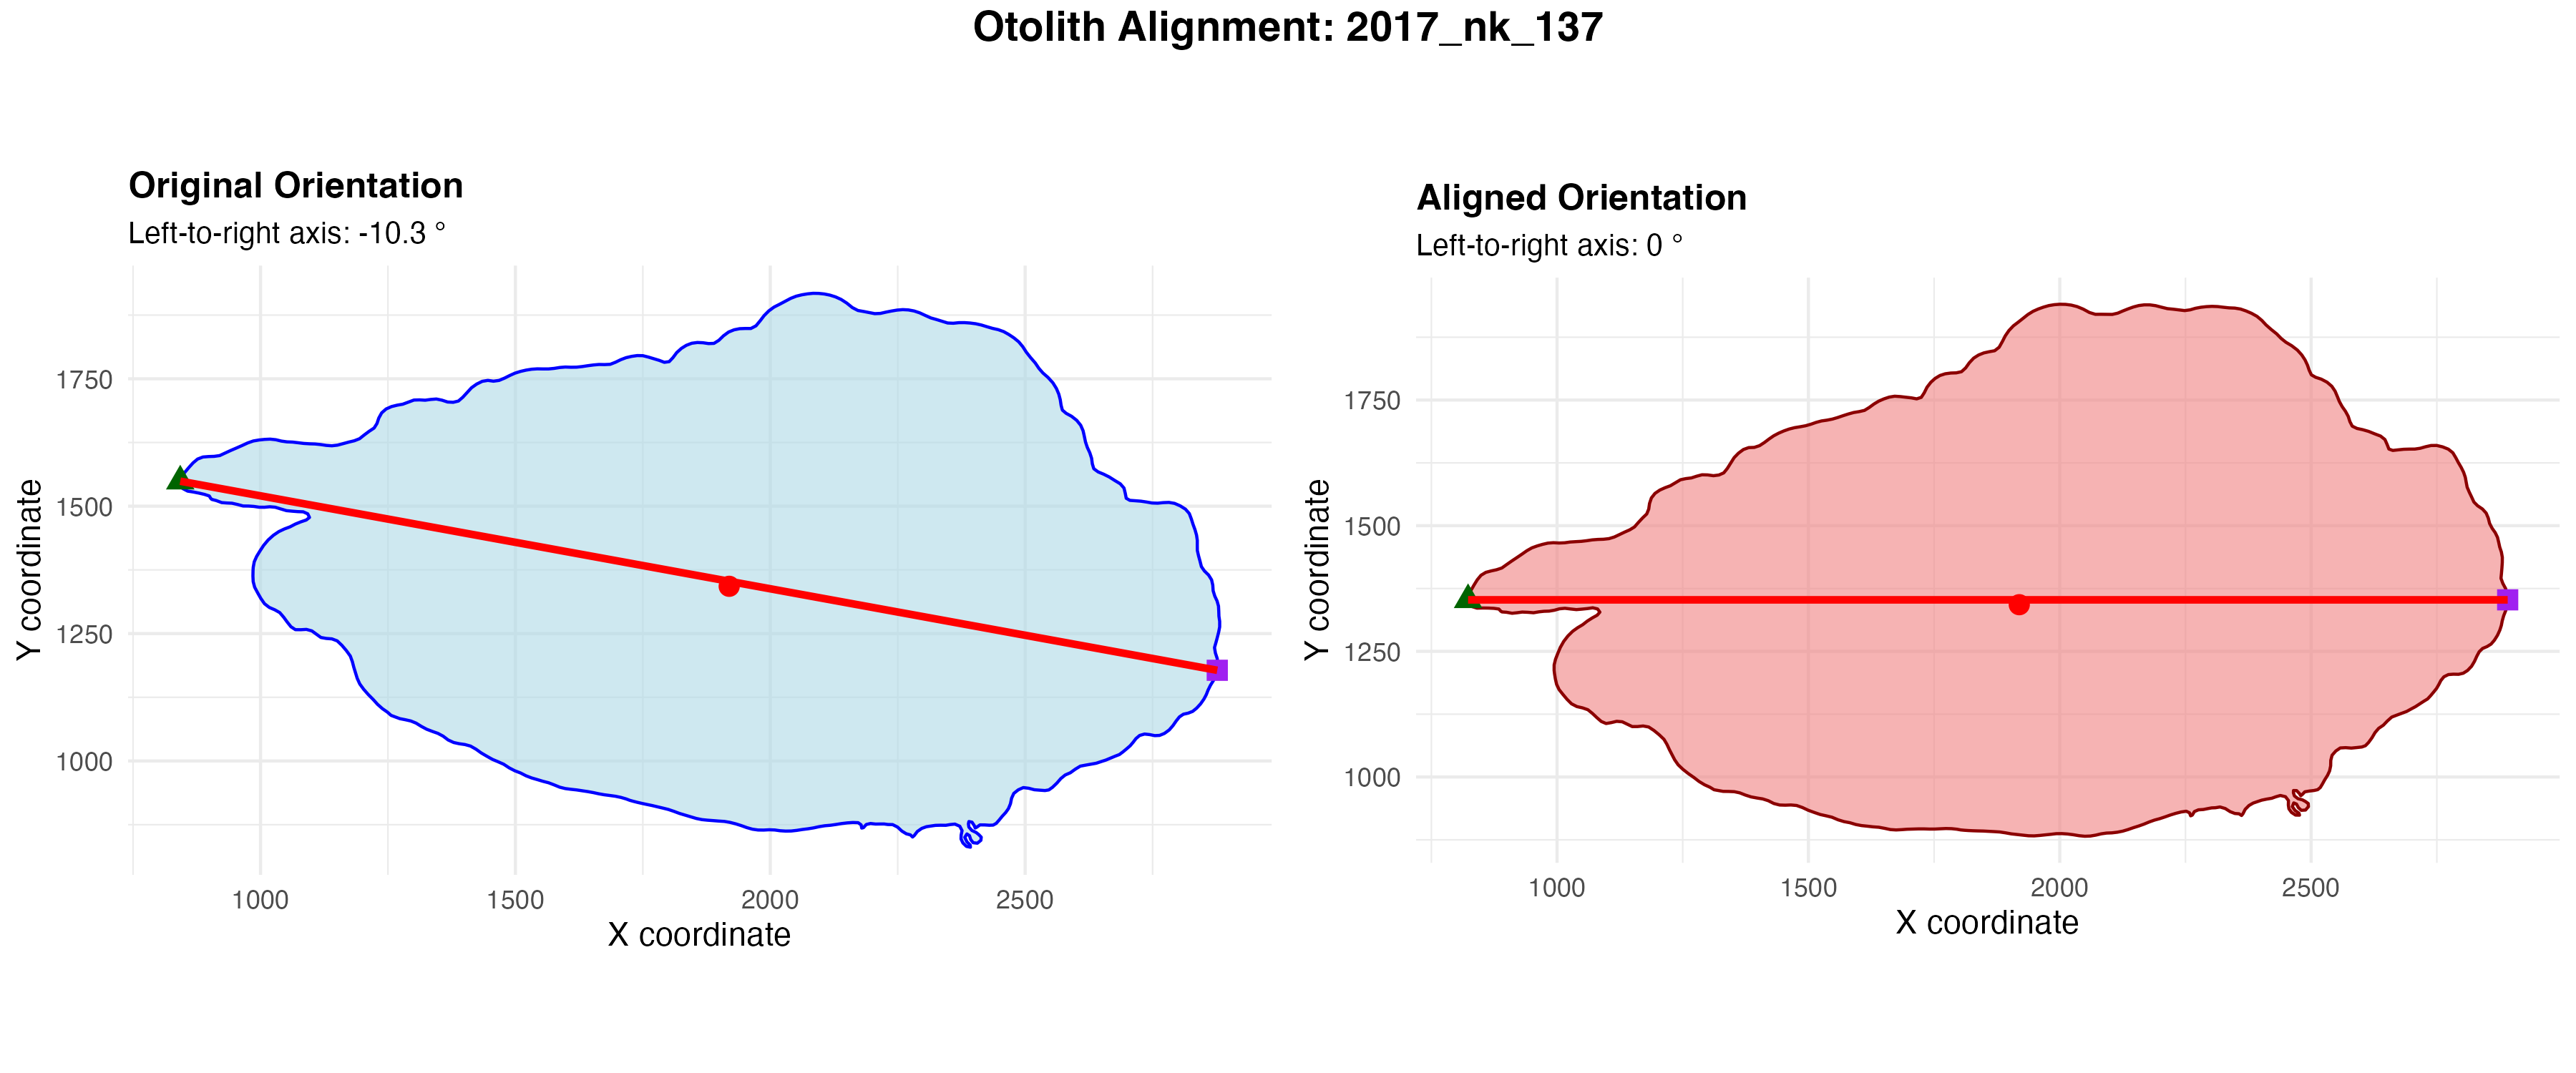 Otolith Alignment: 2017_nk_137
Original Orientation
Left-to-right axis: -10.3 °
Y coordinate
1750
1500
1250
1000
1000
1500
2000
2500
X coordinate
Aligned Orientation
Left-to-right axis: 0 °
Y coordinate
1750
1500
1250
1000
1000
1500
2000
2500
X coordinate